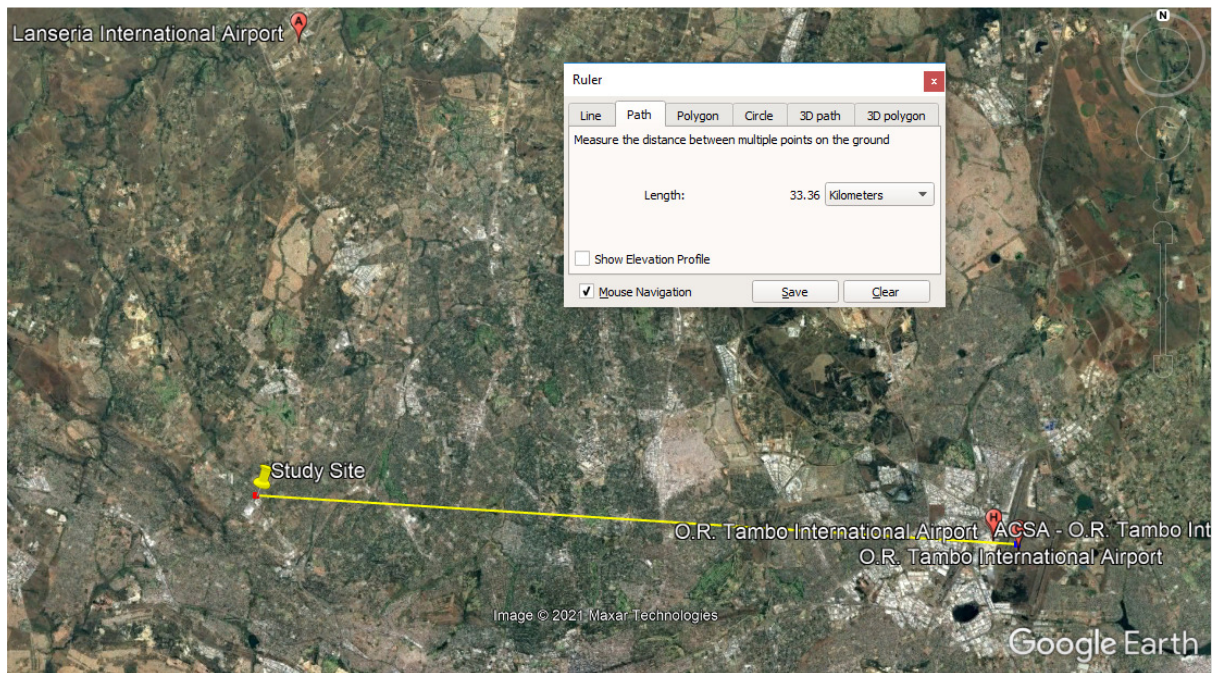 N
Lanseria International Airport
A
Ruler
x
Line Path Polygon Circle 3D path 3D polygon
Measure the distance between multiple points on the ground
Length: 33.36 Kilometers
Show Elevation Profile
Mouse Navigation Save Clear
Study Site
H
O.R. Tambo International Airport ACSA - O.R. Tambo Int
O.R. Tambo International Airport
Image © 2021 Maxar Technologies
Google Earth